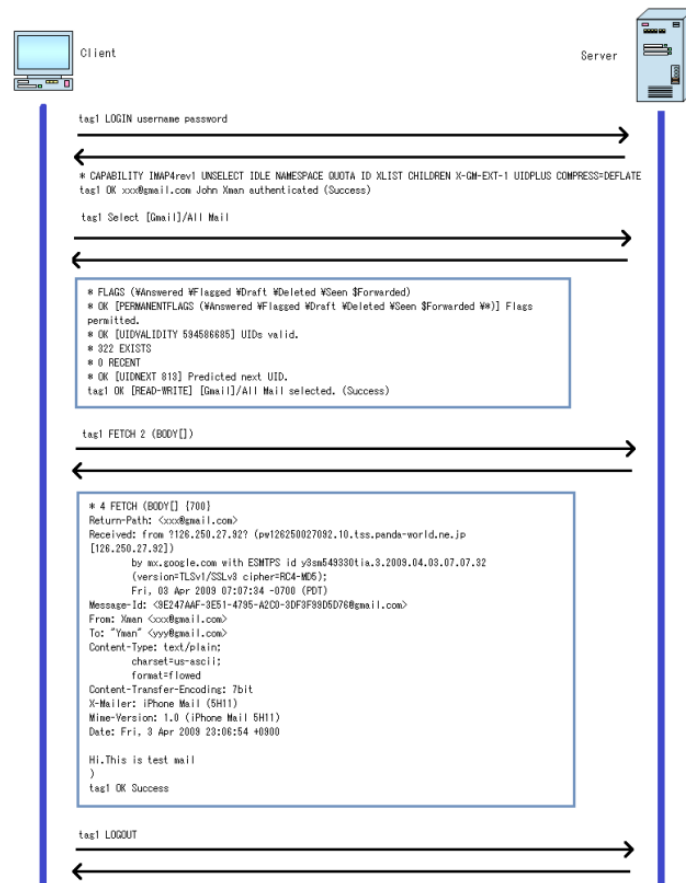 Client
Server
tag1 LOGIN username password
* CAPABILITY IMAP4rev1 UNSELECT IDLE NAMESPACE QUOTA ID XLIST CHILDREN X-GM-EXT-1 UIDPLUS COMPRESS=DEFLATE
tag1 OK xxx@gmail.com John Xman authenticated (Success)
tag1 Select [Gmail]/All Mail
* FLAGS (¥Answered ¥Flagged ¥Draft ¥Deleted ¥Seen $Forwarded)
* OK [PERMANENTFLAGS (¥Answered ¥Flagged ¥Draft ¥Deleted ¥Seen $Forwarded ¥*)] Flags
permitted.
* OK [UIDVALIDITY 594586685] UIDs valid.
* 322 EXISTS
* 0 RECENT
* OK [UIDNEXT 813] Predicted next UID.
tag1 OK [READ-WRITE] [Gmail]/All Mail selected. (Success)
tag1 FETCH 2 (BODY[])
* 4 FETCH (BODY[] {700}
Return-Path: <xxx@gmail.com>
Received: from ?126.250.27.92? (pw126250027092.10.tss.panda-world.ne.jp
[126.250.27.92])
by mx.google.com with ESMTPS id y3sm549330tia.3.2009.04.03.07.07.32
(version=TLSv1/SSLv3 cipher=RC4-MD5);
Fri, 03 Apr 2009 07:07:34 -0700 (PDT)
Message-Id: <9E247AAF-3E51-4795-A2C0-3DF3F99D5D76@gmail.com>
From: Xman <xxx@gmail.com>
To: "Yman" <yyy@gmail.com>
Content-Type: text/plain;
charset=us-ascii;
format=flowed
Content-Transfer-Encoding: 7bit
X-Mailer: iPhone Mail (5H11)
Mime-Version: 1.0 (iPhone Mail 5H11)
Date: Fri, 3 Apr 2009 23:06:54 +0900
Hi.This is test mail
)
tag1 OK Success
tag1 LOGOUT